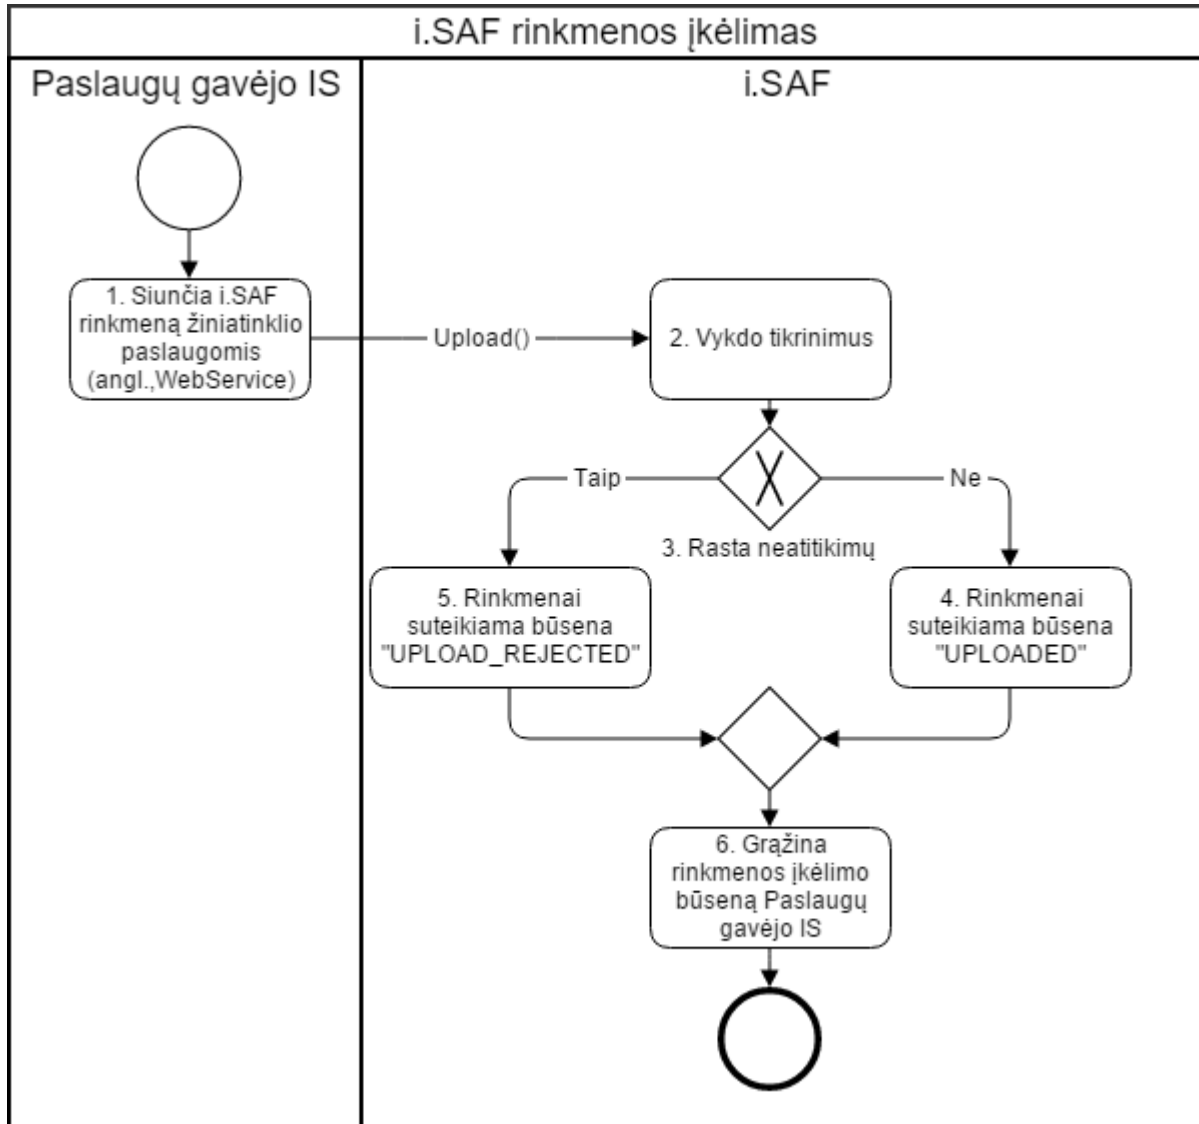 i.SAF rinkmenos įkėlimas
Paslaugų gavėjo IS
i.SAF
1. Siunčia i.SAF
rinkmeną žiniatinklio
paslaugomis
(angl.,WebService)
Upload()
2. Vykdo tikrinimus
Taip
Ne
3. Rasta neatitikimų
5. Rinkmenai
suteikiama būsena
"UPLOAD_REJECTED"
4. Rinkmenai
suteikiama būsena
"UPLOADED"
6. Grąžina
rinkmenos įkėlimo
būseną Paslaugų
gavėjo IS